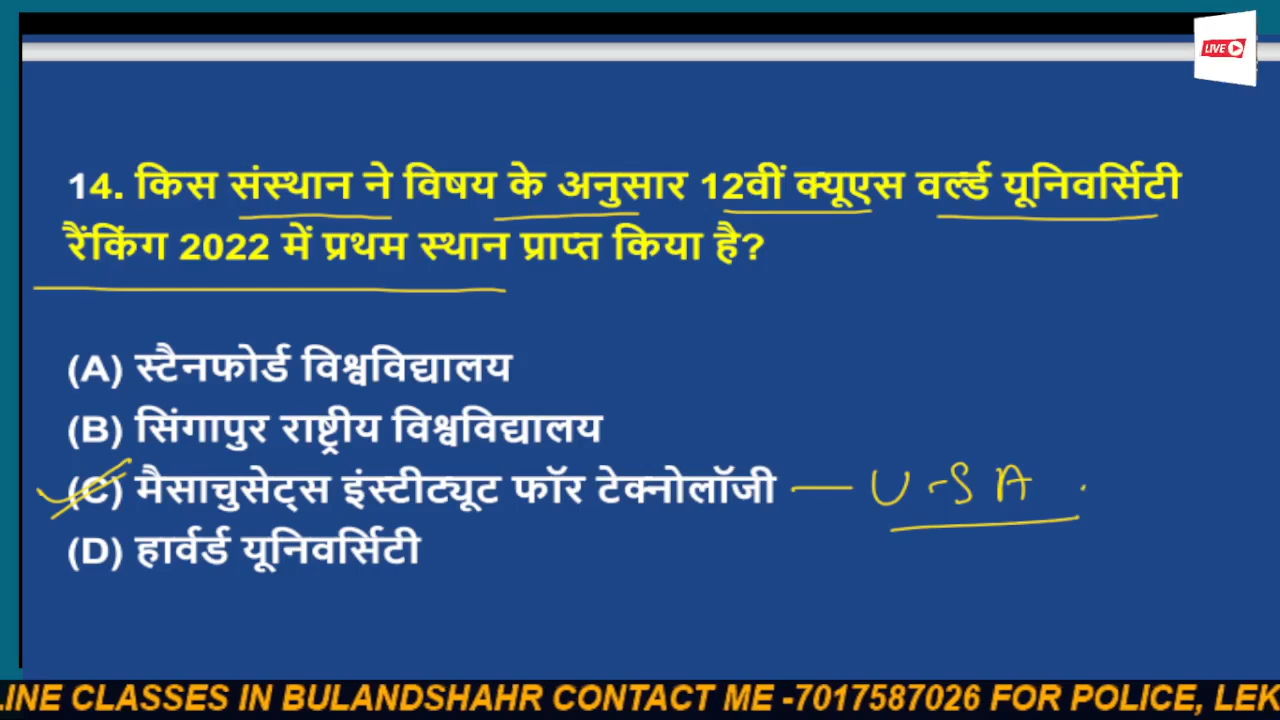 LIVE
14. किस संस्थान ने विषय के अनुसार 12वीं क्यूएस वर्ल्ड यूनिवर्सिटी
रैंकिंग 2022 में प्रथम स्थान प्राप्त किया है?
(A) स्टैनफोर्ड विश्वविद्यालय
(B) सिंगापुर राष्ट्रीय विश्वविद्यालय
(C) मैसाचुसेट्स इंस्टीट्यूट फॉर टेक्नोलॉजी — U-SA
(D) हार्वर्ड यूनिवर्सिटी
LINE CLASSES IN BULANDSHAHR CONTACT ME -7017587026 FOR POLICE, LEK